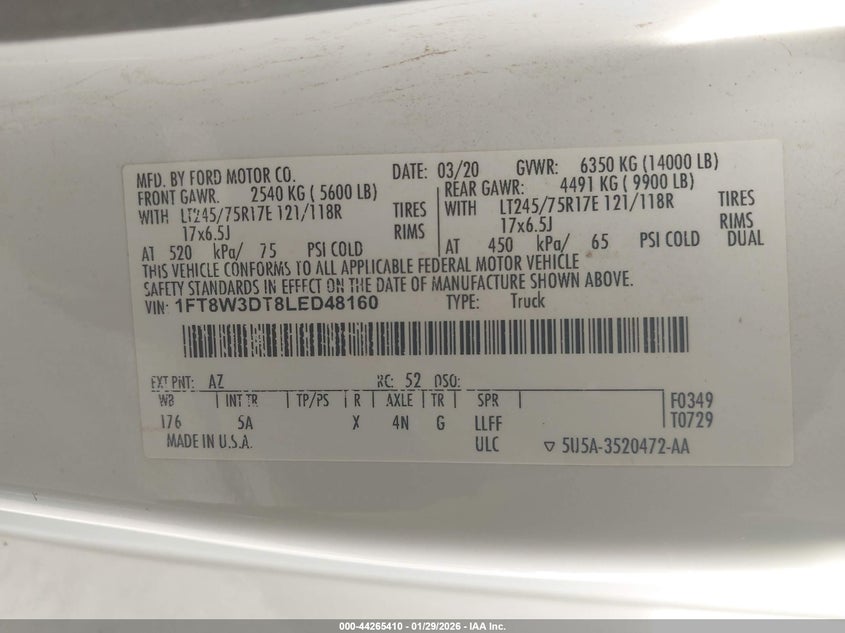 MFD. BY FORD MOTOR CO. DATE: 03/20 GVWR: 6350 KG (14000 LB)
FRONT GAWR: 2540 KG ( 5600 LB) REAR GAWR: 4491 KG ( 9900 LB)
WITH LT245/75R17E 121/118R TIRES WITH LT245/75R17E 121/118R TIRES
17x6.5J RIMS 17x6.5J RIMS
AT 520 kPa/ 75 PSI COLD AT 450 kPa/ 65 PSI COLD DUAL
THIS VEHICLE CONFORMS TO ALL APPLICABLE FEDERAL MOTOR VEHICLE
SAFETY STANDARDS IN EFFECT ON THE DATE OF MANUFACTURE SHOWN ABOVE.
VIN: 1FT8W3DT8LED48160 TYPE: Truck
EXT PNT: AZ RC: 52 DSO:
WB | INT TR | TP/PS | R | AXLE | TR | SPR | F0349
176 5A X 4N G LLFF T0729
MADE IN U.S.A. ULC ▽ 5U5A-3520472-AA
000-44265410 | 01/29/2026 - IAA Inc.